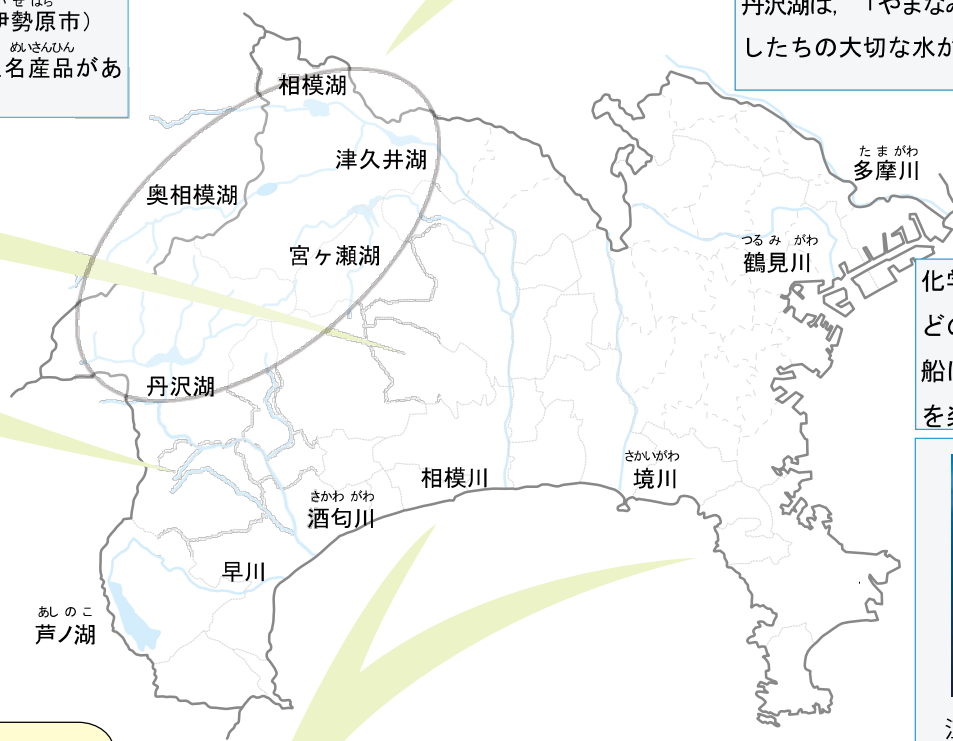 伊勢原市）
めいさんひん
名産品があ
丹沢湖は，「やまなみ
したちの大切な水が
相模湖
津久井湖
奥相模湖
宮ヶ瀬湖
丹沢湖
たまがわ
多摩川
つるみがわ
鶴見川
化学
どの
船に
を楽
相模川
さかいがわ
境川
さかわがわ
酒匂川
早川
あしのこ
芦ノ湖